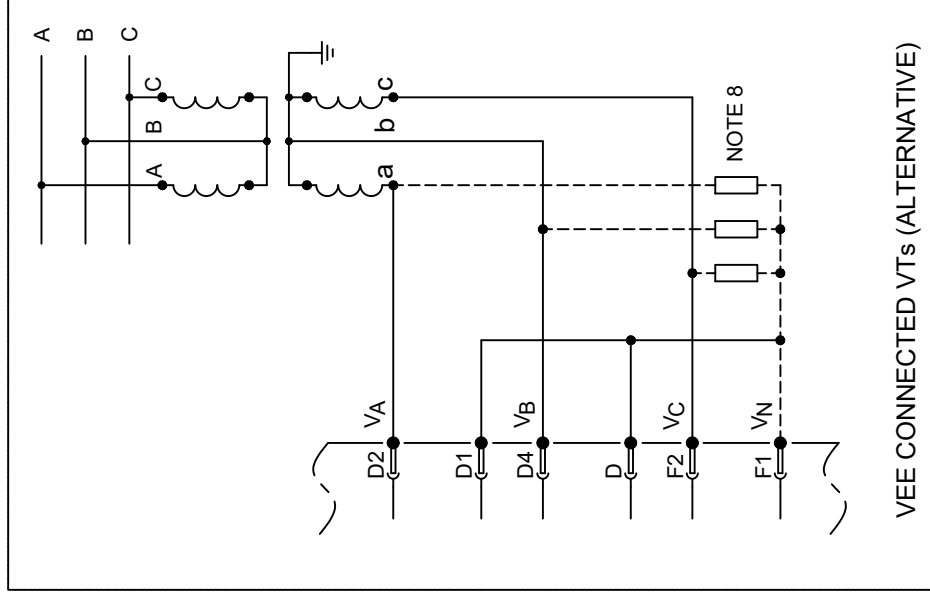 A
B
C
A
B
C
a
b
c
NOTE 8
VA
VB
VC
VN
D2
D1
D4
D
F2
F1
VEE CONNECTED VTs (ALTERNATIVE)